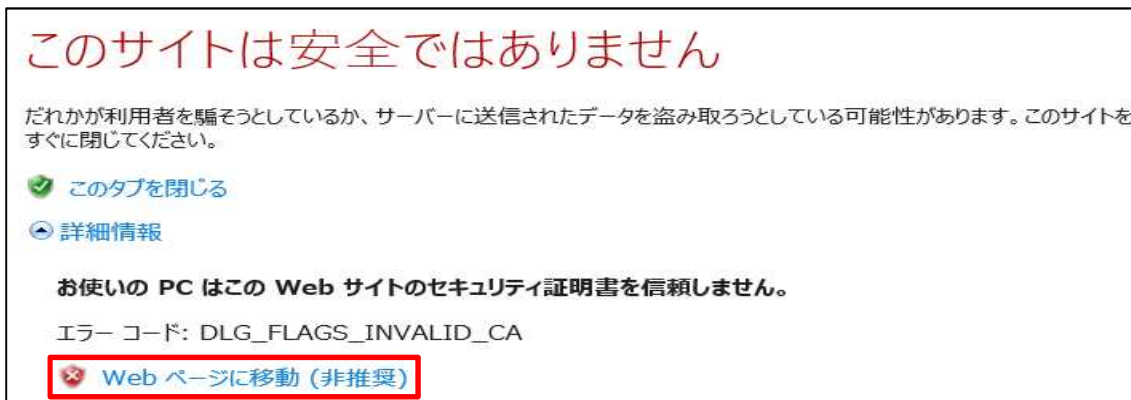 このサイトは安全ではありません
だれかが利用者を騙そうとしているか、サーバーに送信されたデータを盗み取ろうとしている可能性があります。このサイトを
すぐに閉じてください。
このタブを閉じる
詳細情報
お使いの PC はこの Web サイトのセキュリティ証明書を信頼しません。
エラー コード: DLG_FLAGS_INVALID_CA
Web ページに移動 (非推奨)